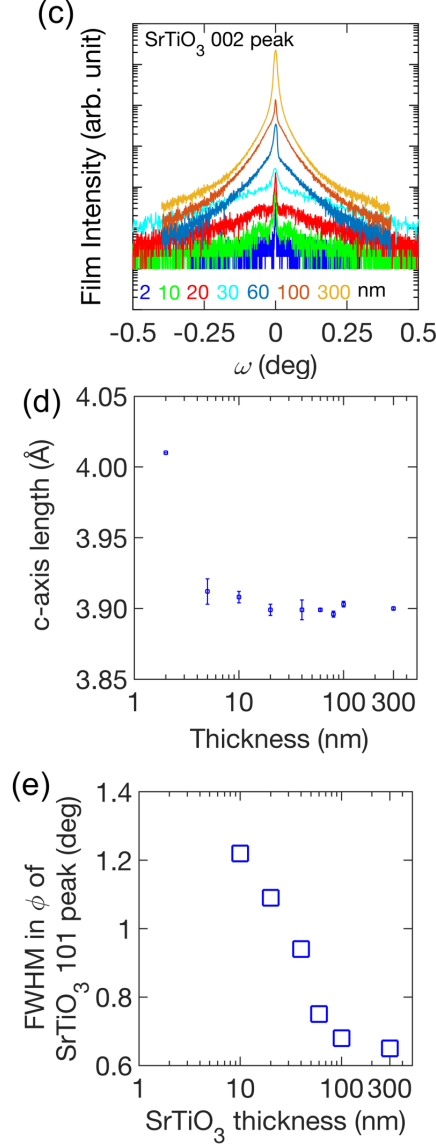 (c)
SrTiO₃ 002 peak
Film Intensity (arb. unit)
2 10 20 30 60 100 300 nm
-0.5 -0.25 0 0.25 0.5
ω (deg)
(d)
4.05
4.00
3.95
3.90
3.85
c-axis length (Å)
1 10 100 300
Thickness (nm)
(e)
1.4
1.2
1
0.8
0.6
FWHM in ϕ of
SrTiO₃ 101 peak (deg)
1 10 100 300
SrTiO₃ thickness (nm)